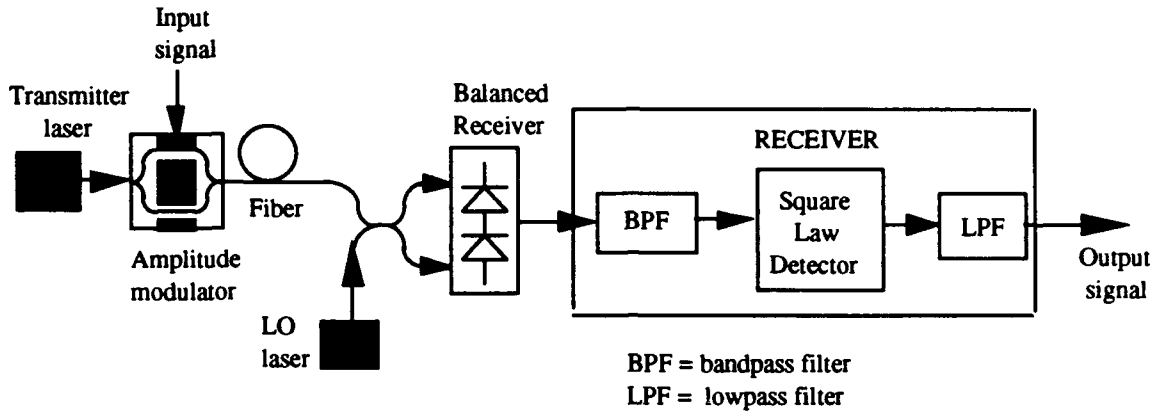 Input
signal
Transmitter
laser
Amplitude
modulator
Fiber
LO
laser
Balanced
Receiver
RECEIVER
BPF
Square
Law
Detector
LPF
Output
signal
BPF = bandpass filter
LPF = lowpass filter